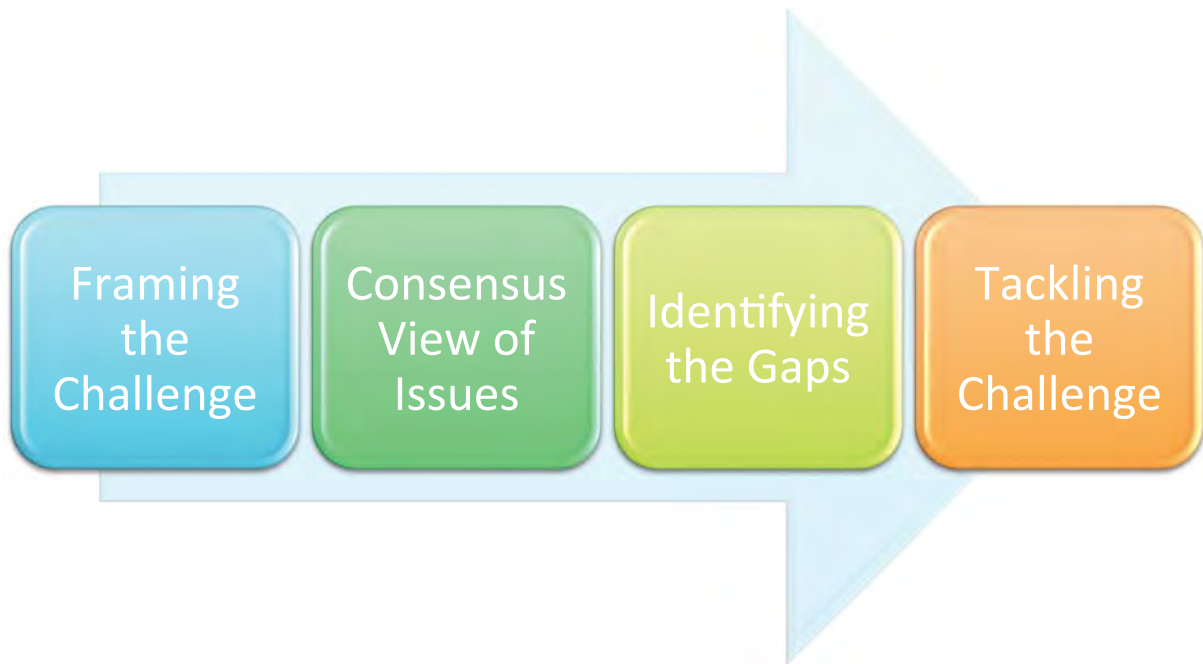 Framing
the
Challenge
Consensus
View of
Issues
Identifying
the Gaps
Tackling
the
Challenge